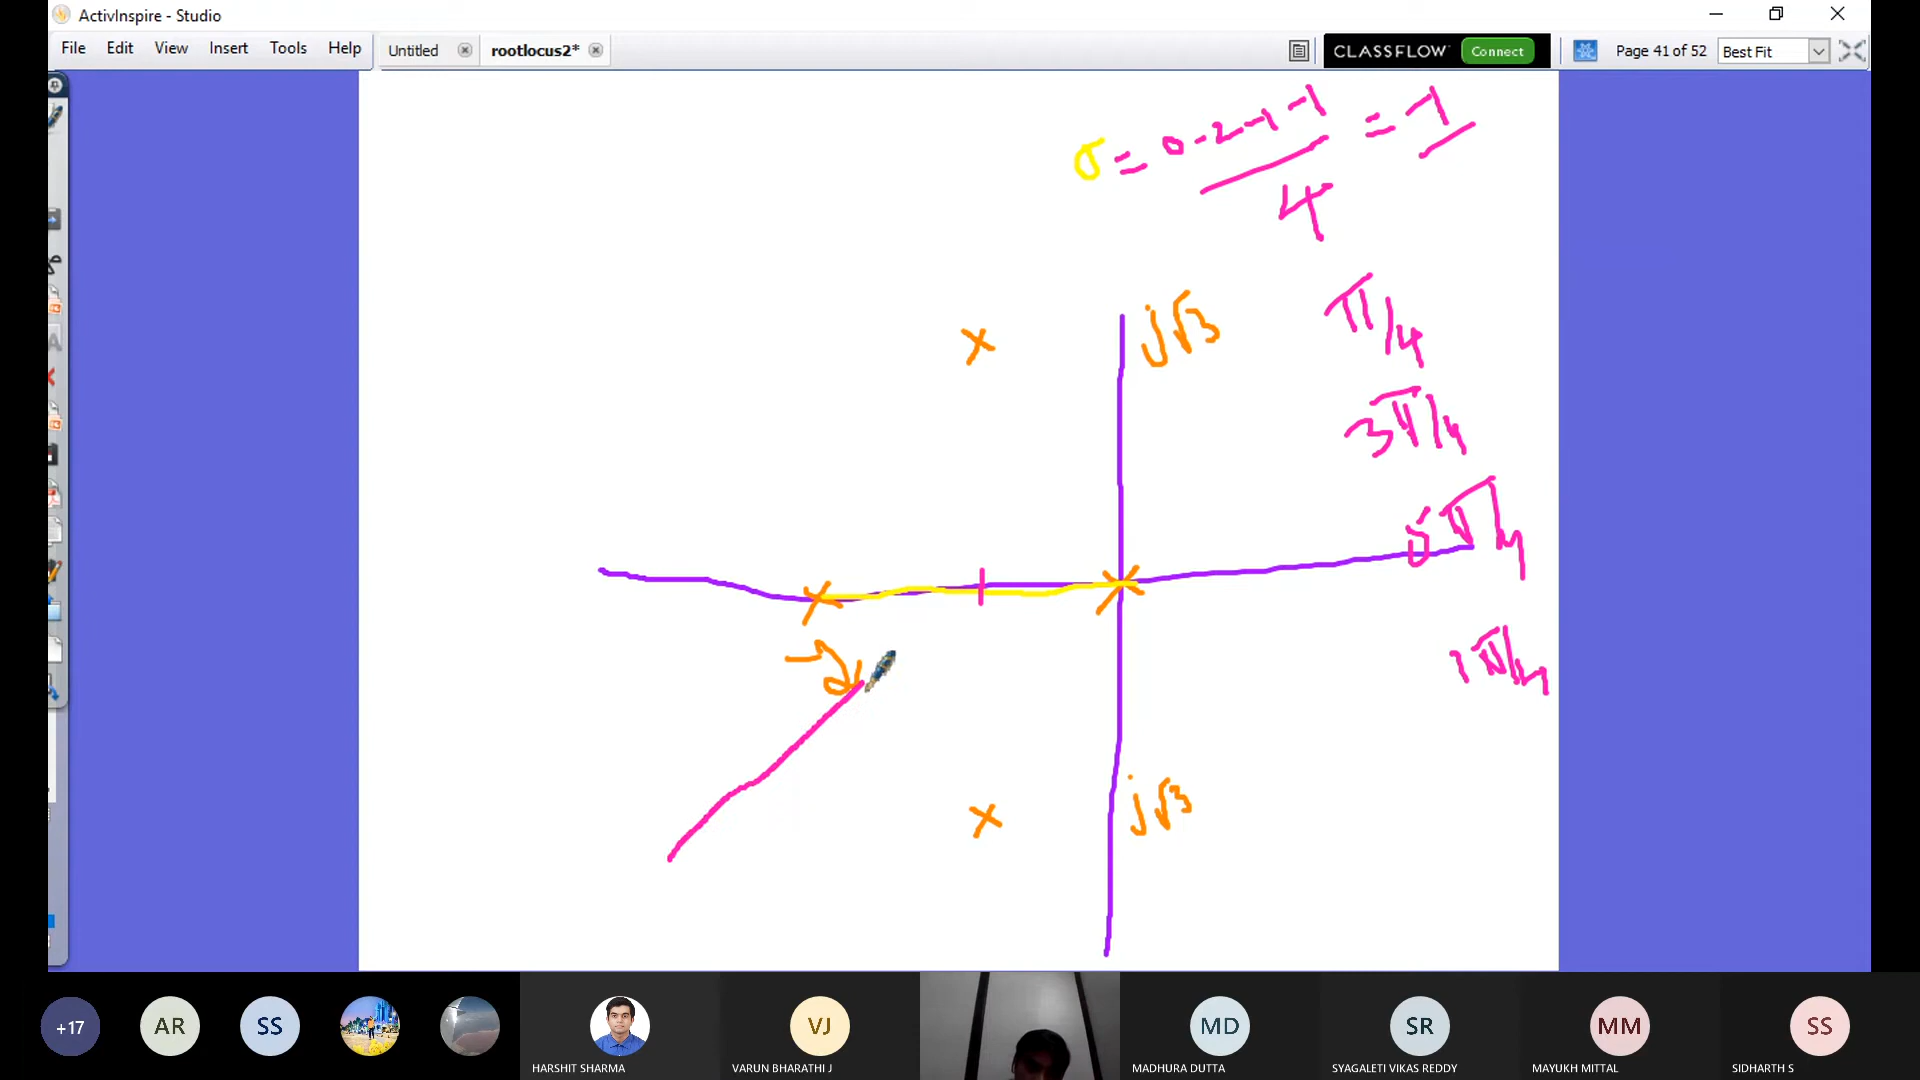 ActivInspire - Studio
File Edit View Insert Tools Help
Untitled rootlocus2*
CLASSFLOW Connect Page 41 of 52 Best Fit
σ = 0-2-1-1 / 4 = -1
π/4
3π/4
5π/4
7π/4
j√3
-2
j√3
+17 AR SS VJ MD SR MM SS
HARSHIT SHARMA VARUN BHARATHI J MADHURA DUTTA SYAGALETI VIKAS REDDY MAYUKH MITTAL SIDHARTH S